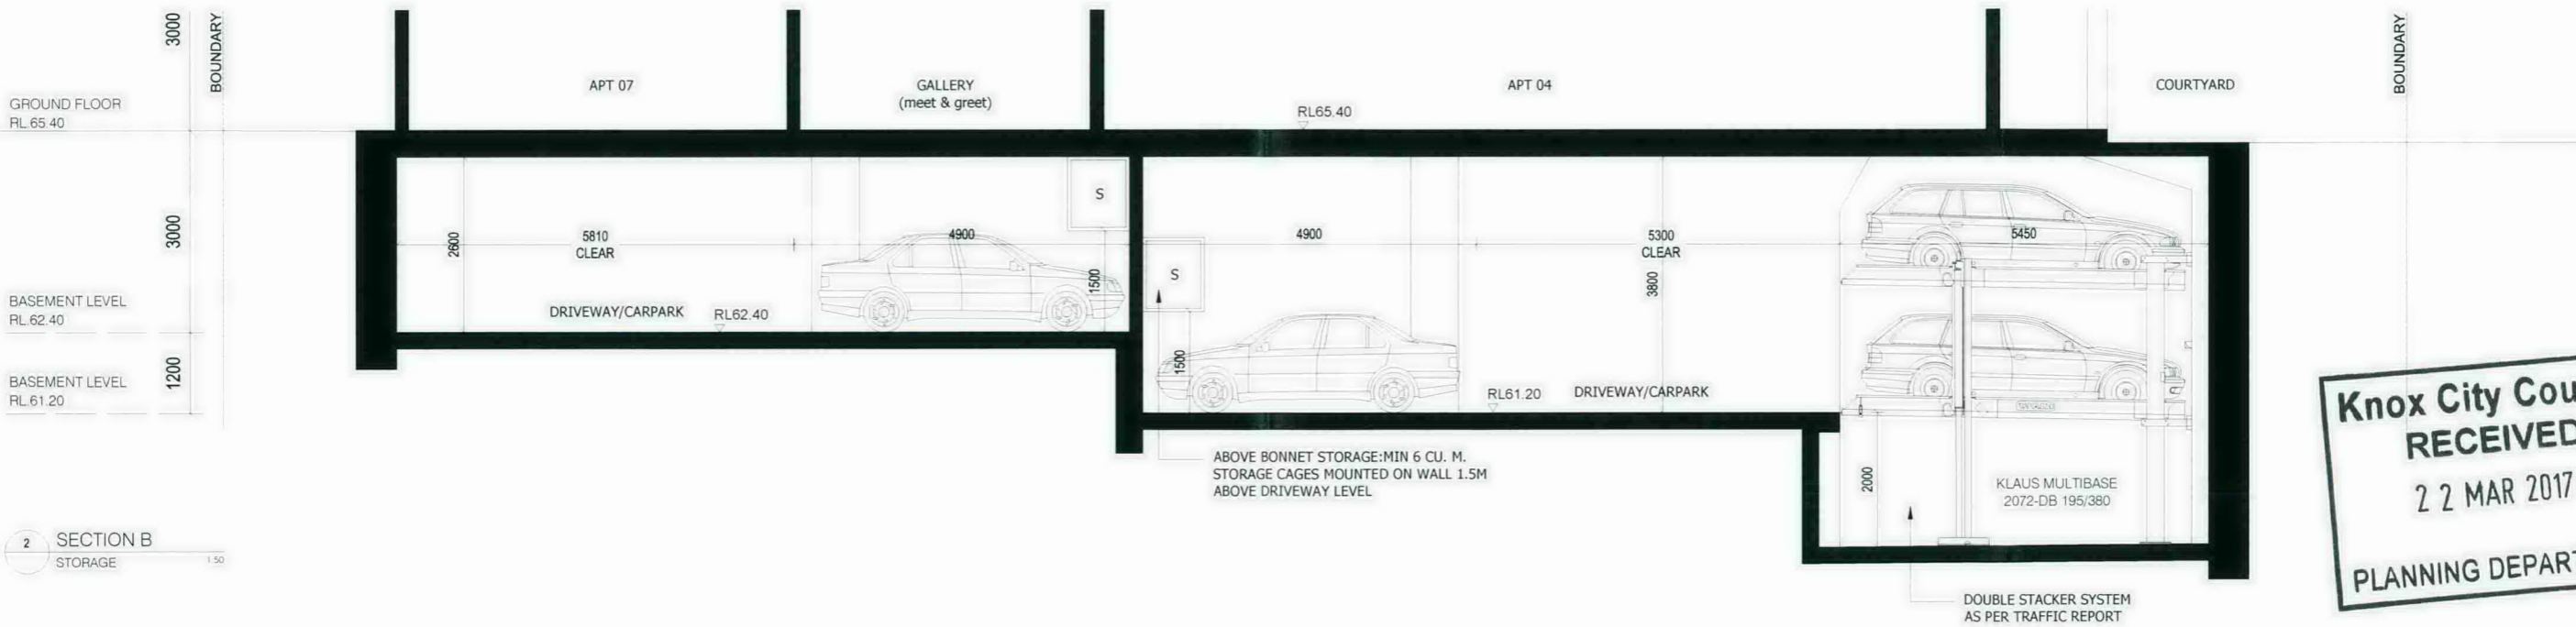 3000
BOUNDARY
APT 07
GALLERY
(meet & greet)
APT 04
COURTYARD
BOUNDARY
GROUND FLOOR
RL.65.40
RL65.40
3000
2600
5810
CLEAR
4900
S
1500
S
4900
5300
CLEAR
3800
5450
BASEMENT LEVEL
RL.62.40
DRIVEWAY/CARPARK
RL62.40
1200
1500
BASEMENT LEVEL
RL.61.20
RL61.20
DRIVEWAY/CARPARK
ABOVE BONNET STORAGE:MIN 6 CU. M.
STORAGE CAGES MOUNTED ON WALL 1.5M
ABOVE DRIVEWAY LEVEL
2000
KLAUS MULTIBASE
2072-DB 195/380
DOUBLE STACKER SYSTEM
AS PER TRAFFIC REPORT
2
SECTION B
STORAGE
1:50
Knox City Cou
RECEIVED
22 MAR 2017
PLANNING DEPAR